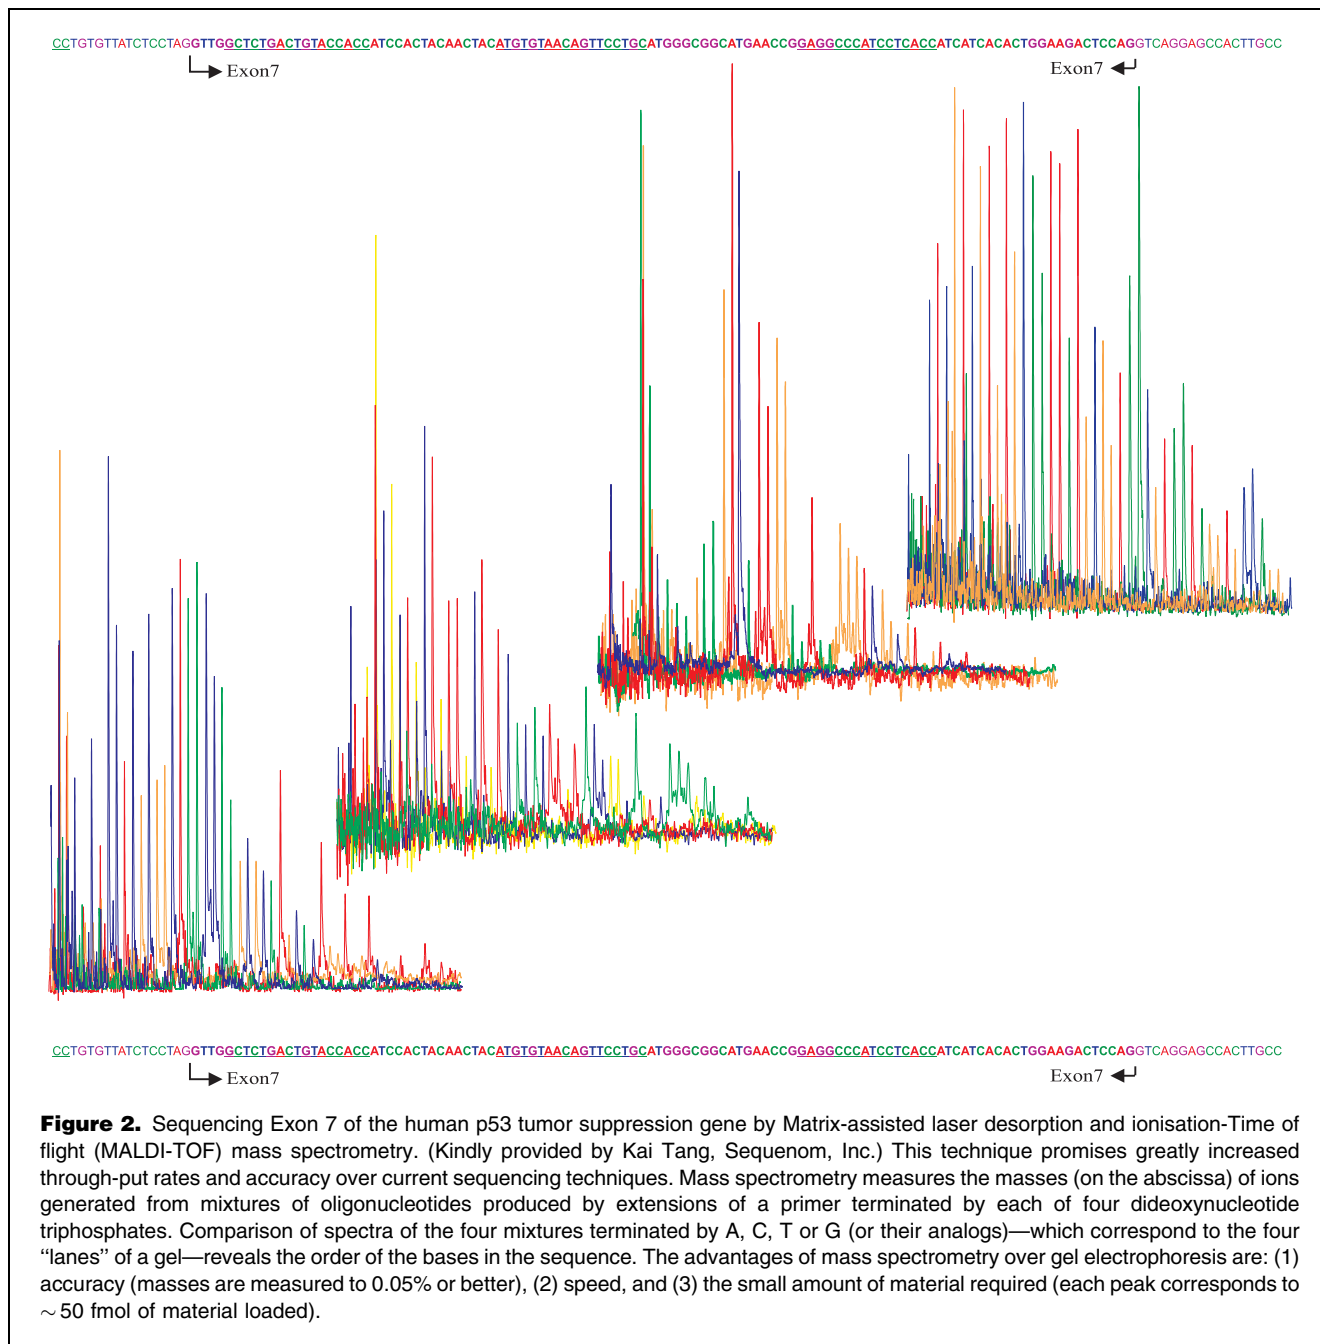 CCTGTGTTATCTCCTAGGTTGGCTCTGACTGTACCACCATCCACTACAACTACATGTGTAACAGTTCCTGCATGGGCGGCATGAACCGGAGGCCCATCCTCACCATCATCACACTGGAAGACTCCAGGTCAGGAGCCACTTGCC
Exon7 Exon7
CCTGTGTTATCTCCTAGGTTGGCTCTGACTGTACCACCATCCACTACAACTACATGTGTAACAGTTCCTGCATGGGCGGCATGAACCGGAGGCCCATCCTCACCATCATCACACTGGAAGACTCCAGGTCAGGAGCCACTTGCC
Exon7 Exon7
Figure 2. Sequencing Exon 7 of the human p53 tumor suppression gene by Matrix-assisted laser desorption and ionisation-Time of
flight (MALDI-TOF) mass spectrometry. (Kindly provided by Kai Tang, Sequenom, Inc.) This technique promises greatly increased
through-put rates and accuracy over current sequencing techniques. Mass spectrometry measures the masses (on the abscissa) of ions
generated from mixtures of oligonucleotides produced by extensions of a primer terminated by each of four dideoxynucleotide
triphosphates. Comparison of spectra of the four mixtures terminated by A, C, T or G (or their analogs)—which correspond to the four
“lanes” of a gel—reveals the order of the bases in the sequence. The advantages of mass spectrometry over gel electrophoresis are: (1)
accuracy (masses are measured to 0.05% or better), (2) speed, and (3) the small amount of material required (each peak corresponds to
∼50 fmol of material loaded).